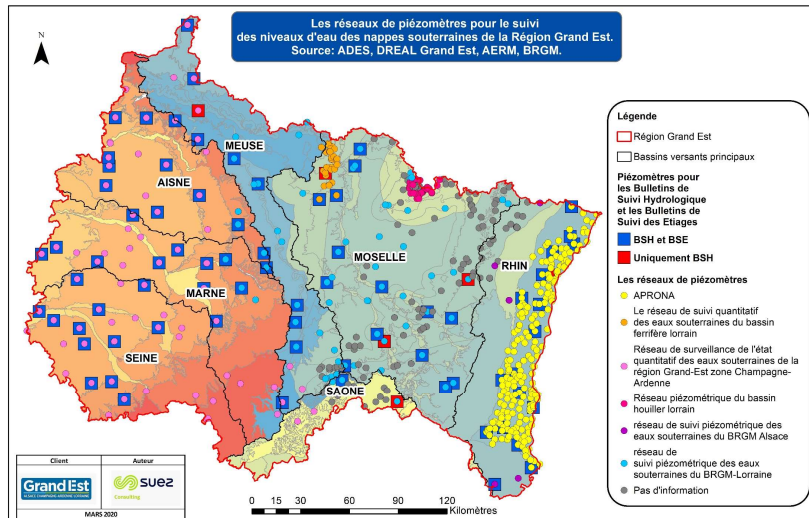 Les réseaux de piézomètres pour le suivi
des niveaux d'eau des nappes souterraines de la Région Grand Est.
Source: ADES, DREAL Grand Est, AERM, BRGM.
N
MEUSE
AISNE
MOSELLE
RHIN
MARNE
SEINE
SAONE
Légende
Région Grand Est
Bassins versants principaux
Piézomètres pour
les Bulletins de
Suivi Hydrologique
et les Bulletins de
Suivi des Etiages
BSH et BSE
Uniquement BSH
Les réseaux de piézomètres
APRONA
Le réseau de suivi quantitatif
des eaux souterraines du bassin
ferrifère lorrain
Réseau de surveillance de l'état
quantitatif des eaux souterraines de la
région Grand-Est zone Champagne-
Ardenne
Réseau piézométrique du bassin
houiller lorrain
réseau de suivi piézométrique des
eaux souterraines du BRGM Alsace
réseau de
suivi piézométrique des eaux
souterraines du BRGM-Lorraine
Pas d'information
Client
Auteur
GrandEst
ALSACE CHAMPAGNE-ARDENNE LORRAINE
suez
Consulting
MARS 2020
0 15 30 60 90 120
Kilomètres